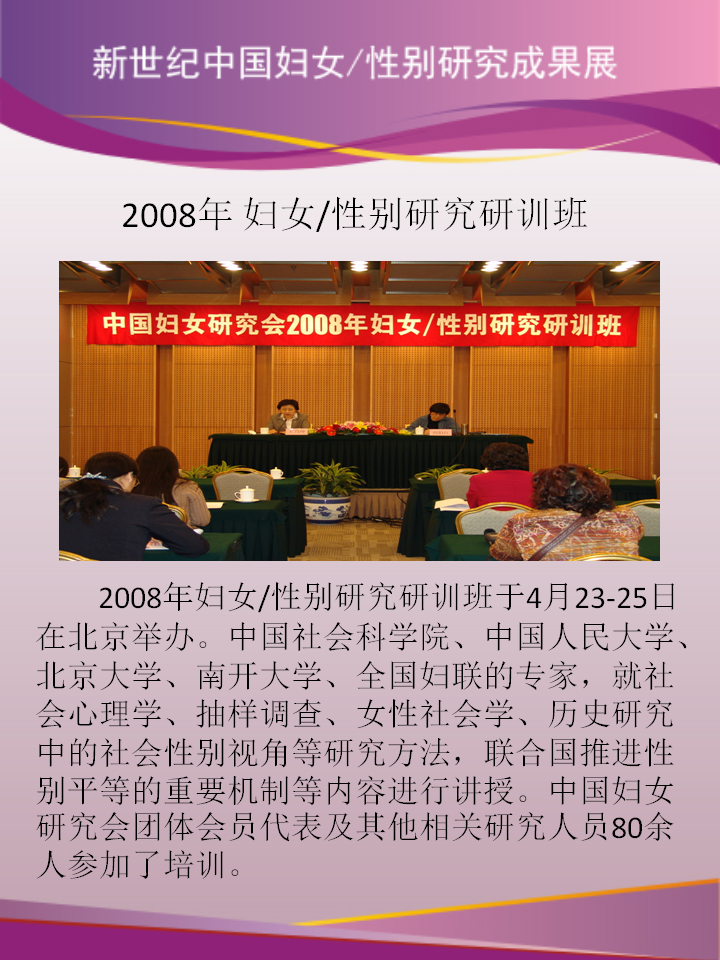 新世纪中国妇女/性别研究成果展
2008年 妇女/性别研究研训班
中国妇女研究会2008年妇女/性别研究研训班
2008年妇女/性别研究研训班于4月23-25日
在北京举办。中国社会科学院、中国人民大学、
北京大学、南开大学、全国妇联的专家，就社
会心理学、抽样调查、女性社会学、历史研究
中的社会性别视角等研究方法，联合国推进性
别平等的重要机制等内容进行讲授。中国妇女
研究会团体会员代表及其他相关研究人员80余
人参加了培训。